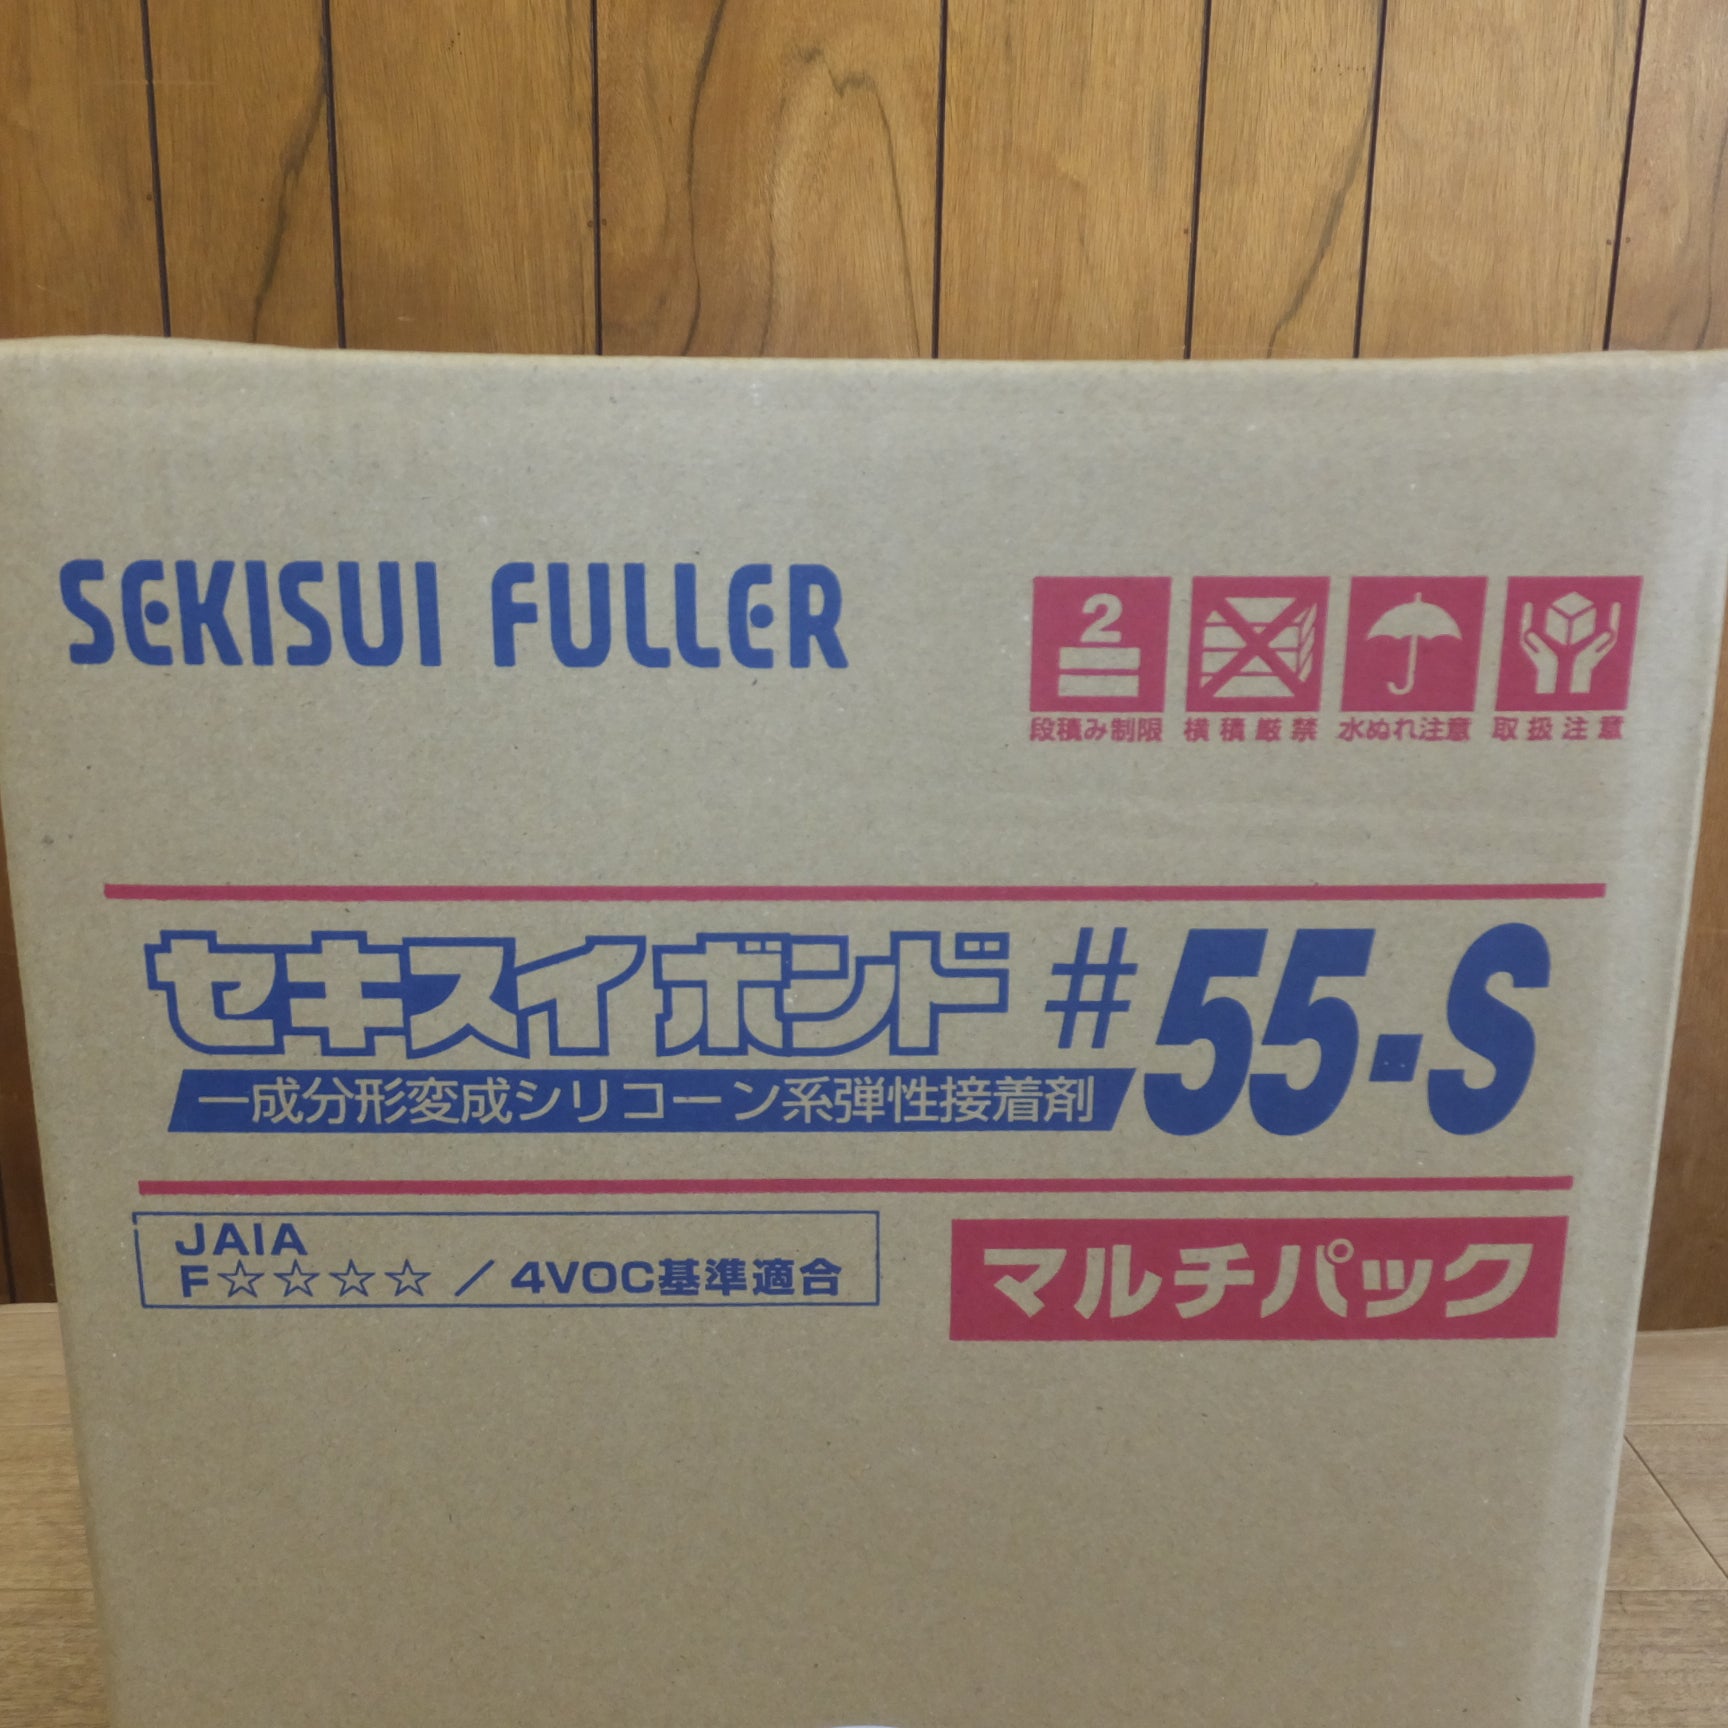 SEKISUI FULLER
2
段積み制限 横積厳禁 水ぬれ注意 取扱注意
セキスイボンド #55-S
一成分形変成シリコーン系弾性接着剤
JAIA
F☆☆☆☆ / 4VOC基準適合
マルチパック